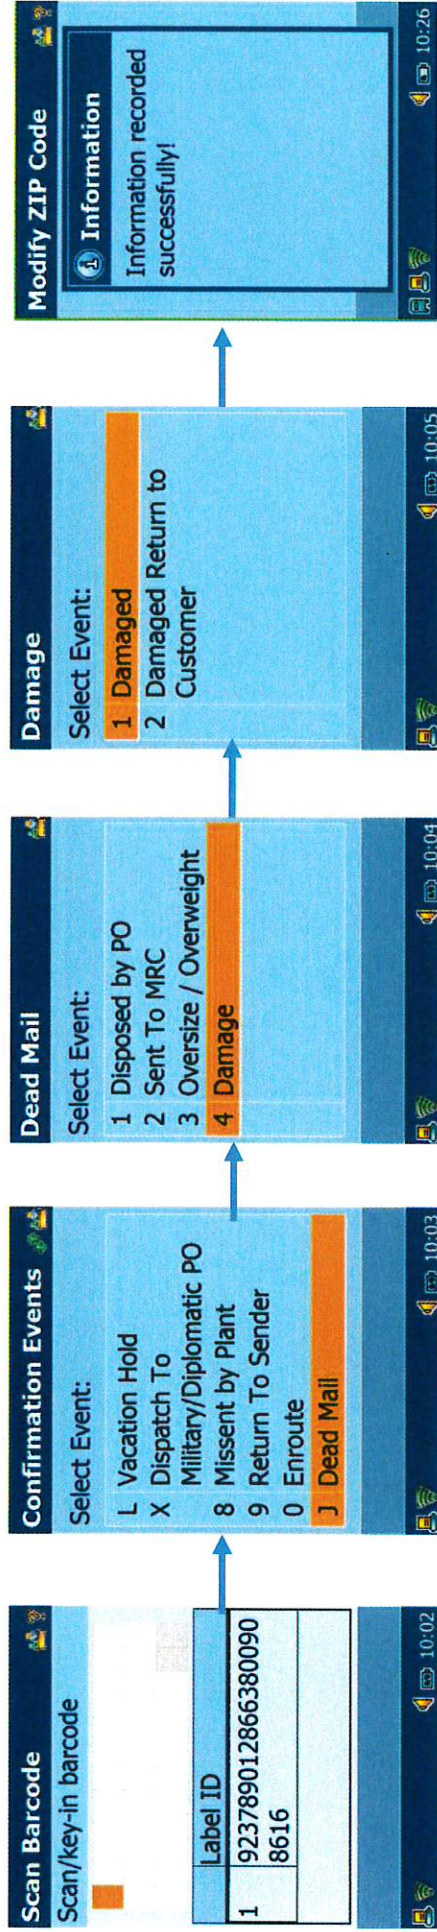 Scan Barcode
Scan/key-in barcode
Label ID
1 923789012866380090
8616
10:02
Confirmation Events
Select Event:
L Vacation Hold
X Dispatch To
Military/Diplomatic PO
8 Missent by Plant
9 Return To Sender
0 Enroute
J Dead Mail
10:03
Dead Mail
Select Event:
1 Disposed by PO
2 Sent To MRC
3 Oversize / Overweight
4 Damage
10:04
Damage
Select Event:
1 Damaged
2 Damaged Return to
Customer
10:05
Modify ZIP Code
Information
Information recorded
successfully!
10:26